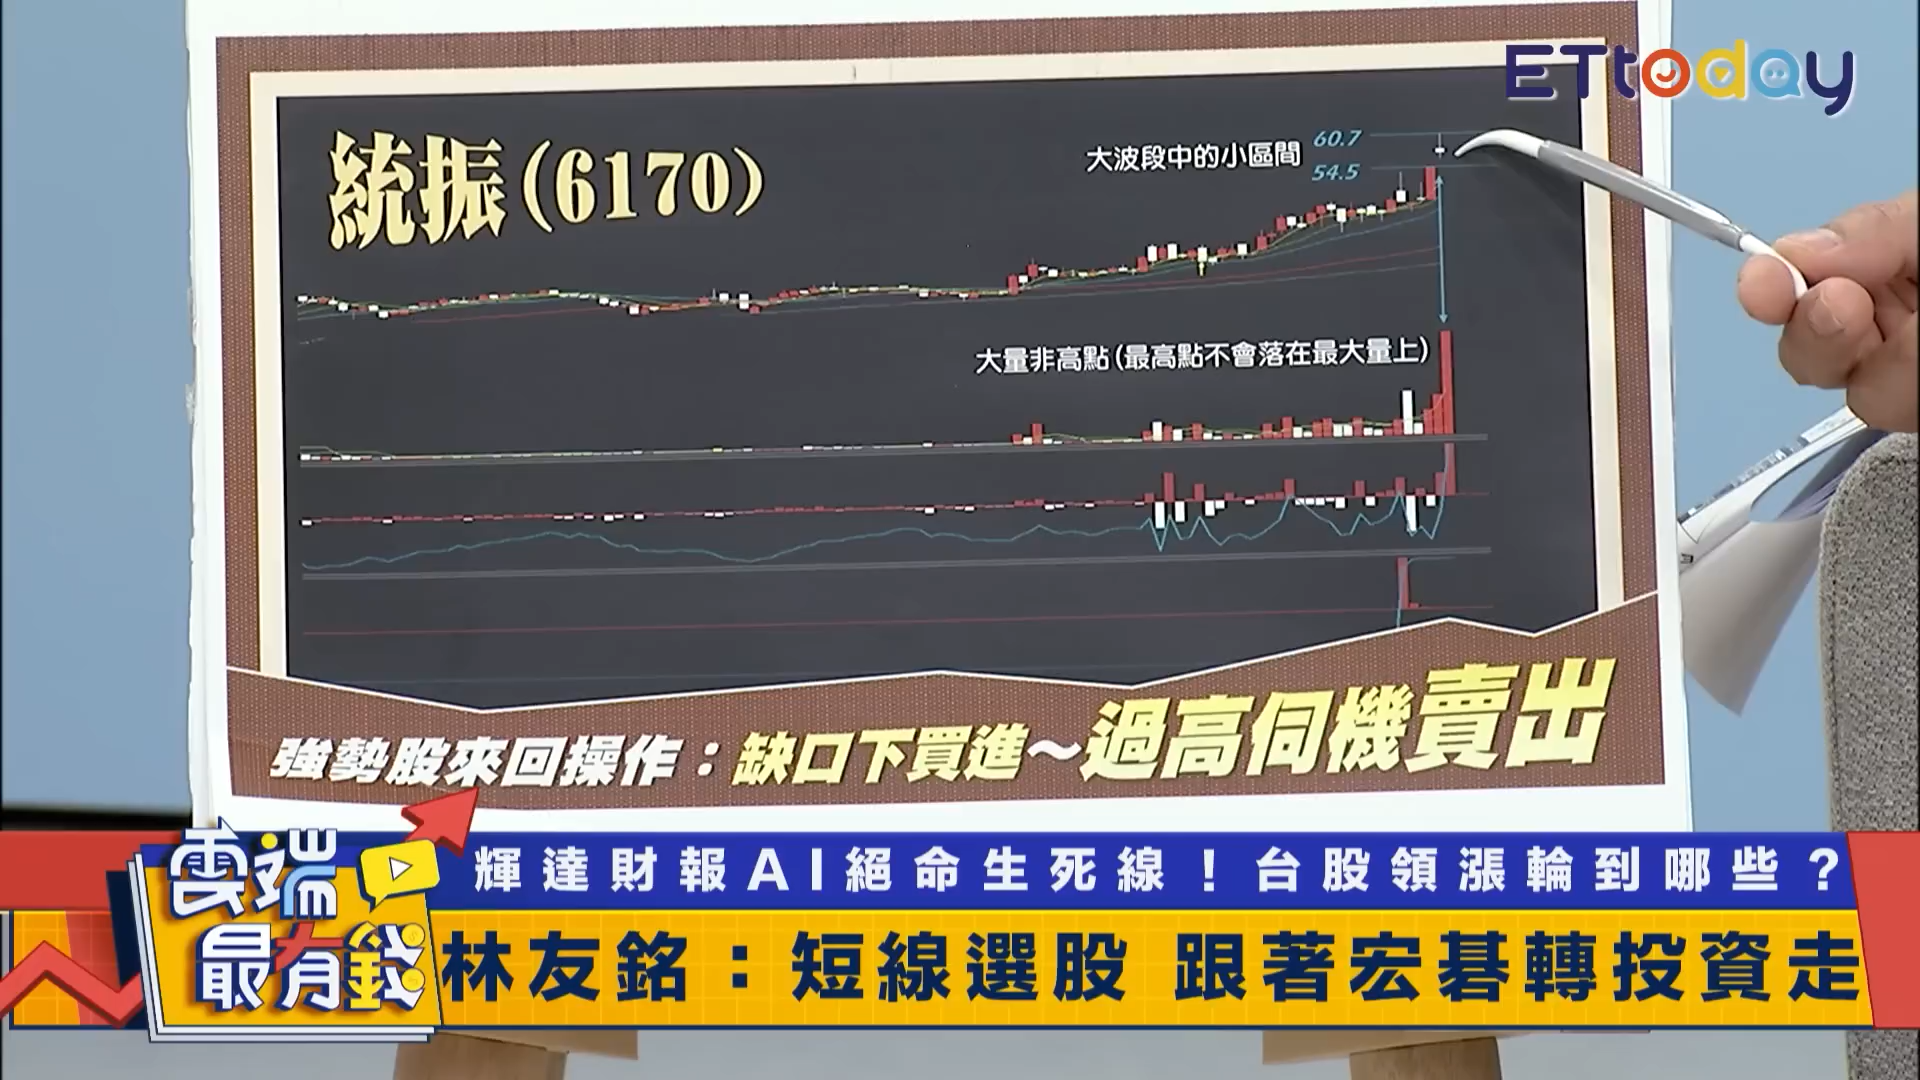 ETtoday
統振(6170)
大波段中的小區間
60.7
54.5
大量非高點(最高點不會落在最大量上)
強勢股來回操作：缺口下買進~過高伺機賣出
雲端最有錢
輝達財報AI絕命生死線！台股領漲輪到哪些？
林友銘：短線選股 跟著宏碁轉投資走